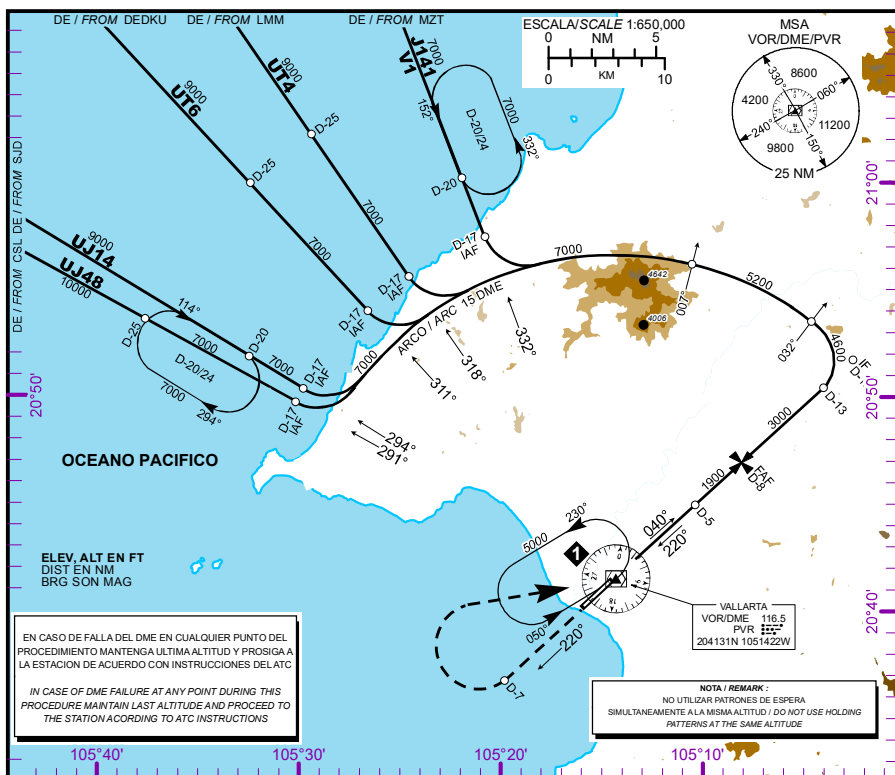 DE / FROM DEDKU
DE / FROM LMM
DE / FROM MZT
ESCALA/SCALE 1:650,000
0 NM 5
0 KM 10
MSA
VOR/DME/PVR
330°
8600
060°
4200
11200
240°
9800
150°
25 NM
9000
UT6
D-25
7000
D-17
IAF
9000
UT4
D-25
7000
D-17
IAF
7000
J141
V1
152°
7000
D-20/24
332°
D-20
D-17
IAF
21°00'
DE / FROM SJD
DE / FROM CSL
9000
UJ14
UJ48
10000
114°
D-25
D-20
7000
7000
D-20/24
7000
294°
D-17
IAF
D-17
IAF
7000
ARCO / ARC 15 DME
7000
4642
4006
007°
5200
032°
4600
IF
D-13
3000
FAF
D-8
1900
D-5
332°
318°
311°
294°
291°
20°50'
20°50'
OCEANO PACIFICO
040°
220°
230°
5000
1
050°
220°
D-7
ELEV, ALT EN FT
DIST EN NM
BRG SON MAG
20°40'
VALLARTA
VOR/DME 116.5
PVR
204131N 1051422W
EN CASO DE FALLA DEL DME EN CUALQUIER PUNTO DEL
PROCEDIMIENTO MANTENGA ULTIMA ALTITUD Y PROSIGA A
LA ESTACION DE ACUERDO CON INSTRUCCIONES DEL ATC
IN CASE OF DME FAILURE AT ANY POINT DURING THIS
PROCEDURE MAINTAIN LAST ALTITUDE AND PROCEED TO
THE STATION ACORDING TO ATC INSTRUCTIONS
NOTA / REMARK :
NO UTILIZAR PATRONES DE ESPERA
SIMULTANEAMENTE A LA MISMA ALTITUD / DO NOT USE HOLDING
PATTERNS AT THE SAME ALTITUDE
105°40'
105°30'
105°20'
105°10'